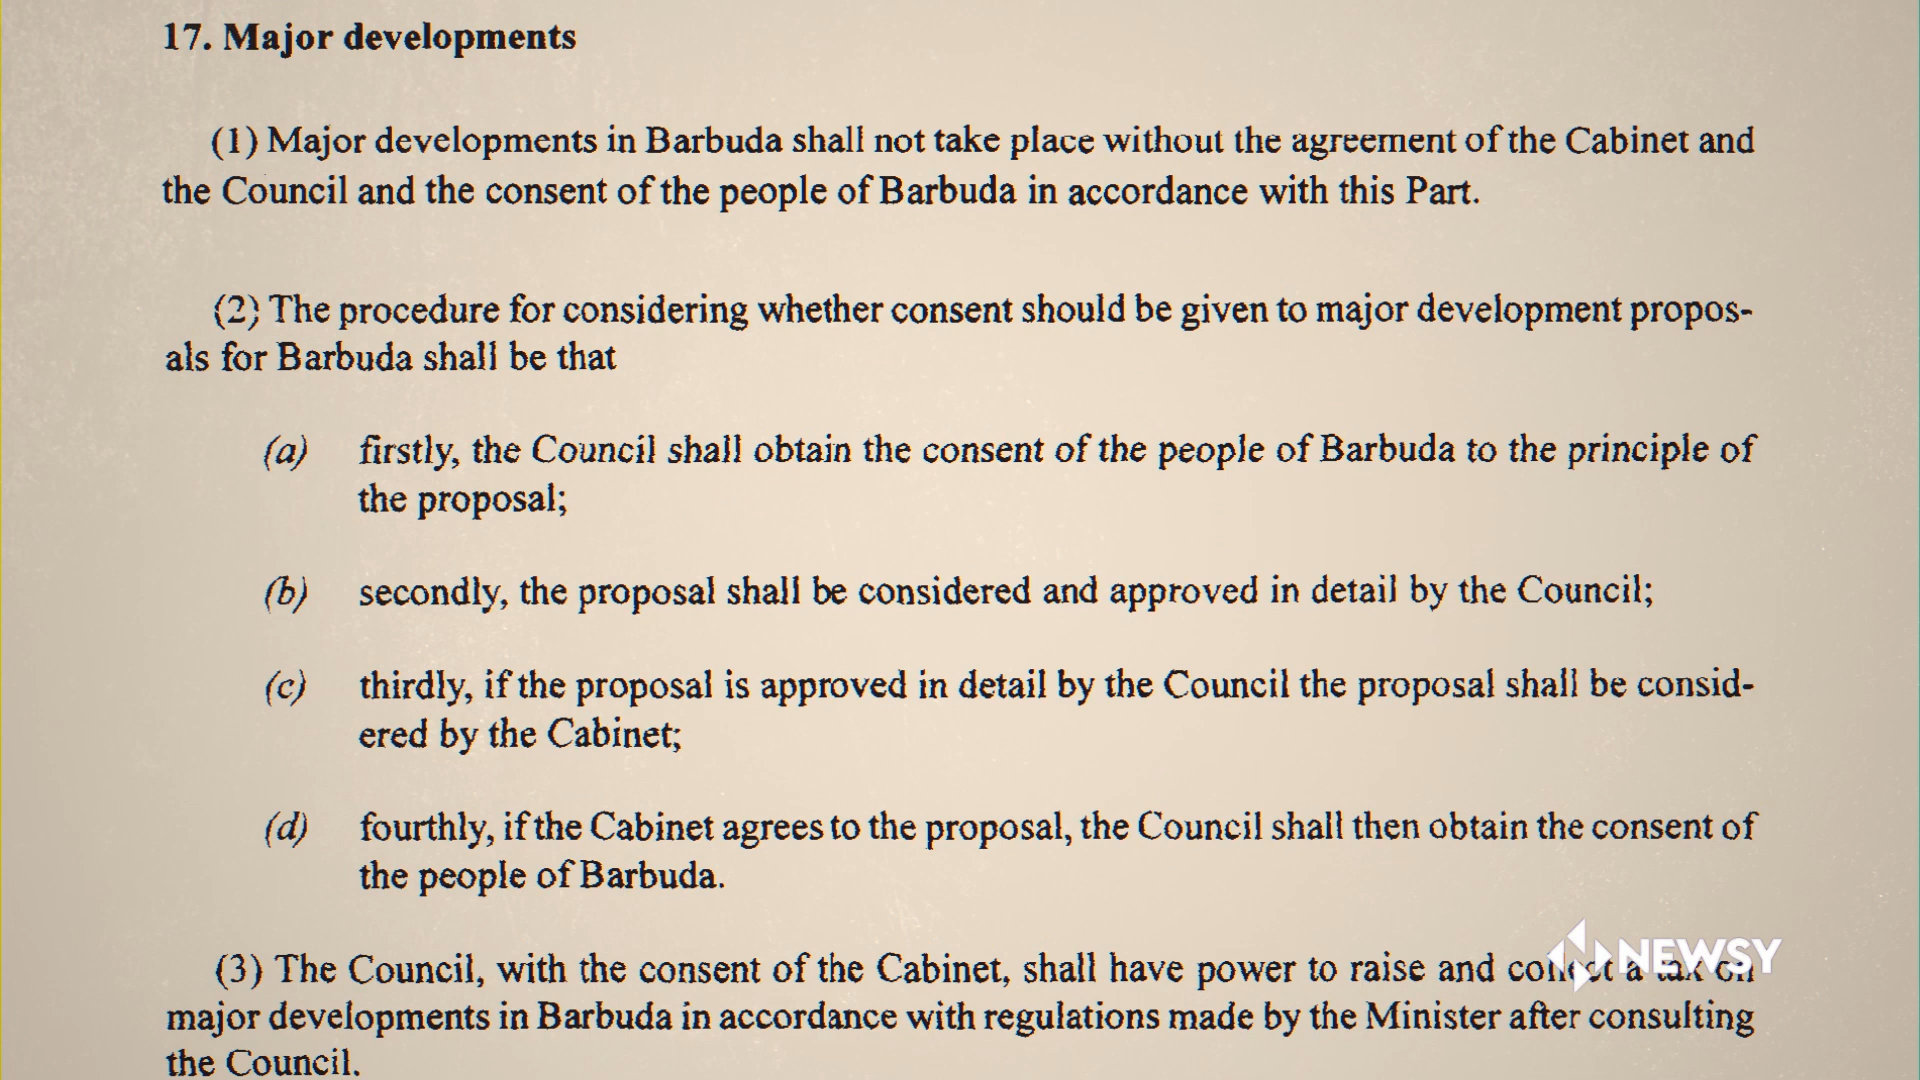 17. Major developments
(1) Major developments in Barbuda shall not take place without the agreement of the Cabinet and
the Council and the consent of the people of Barbuda in accordance with this Part.
(2) The procedure for considering whether consent should be given to major development propos-
als for Barbuda shall be that
(a) firstly, the Council shall obtain the consent of the people of Barbuda to the principle of
the proposal;
(b) secondly, the proposal shall be considered and approved in detail by the Council;
(c) thirdly, if the proposal is approved in detail by the Council the proposal shall be consid-
ered by the Cabinet;
(d) fourthly, if the Cabinet agrees to the proposal, the Council shall then obtain the consent of
the people of Barbuda.
(3) The Council, with the consent of the Cabinet, shall have power to raise and collect a tax on
NEWSY
major developments in Barbuda in accordance with regulations made by the Minister after consulting
the Council.